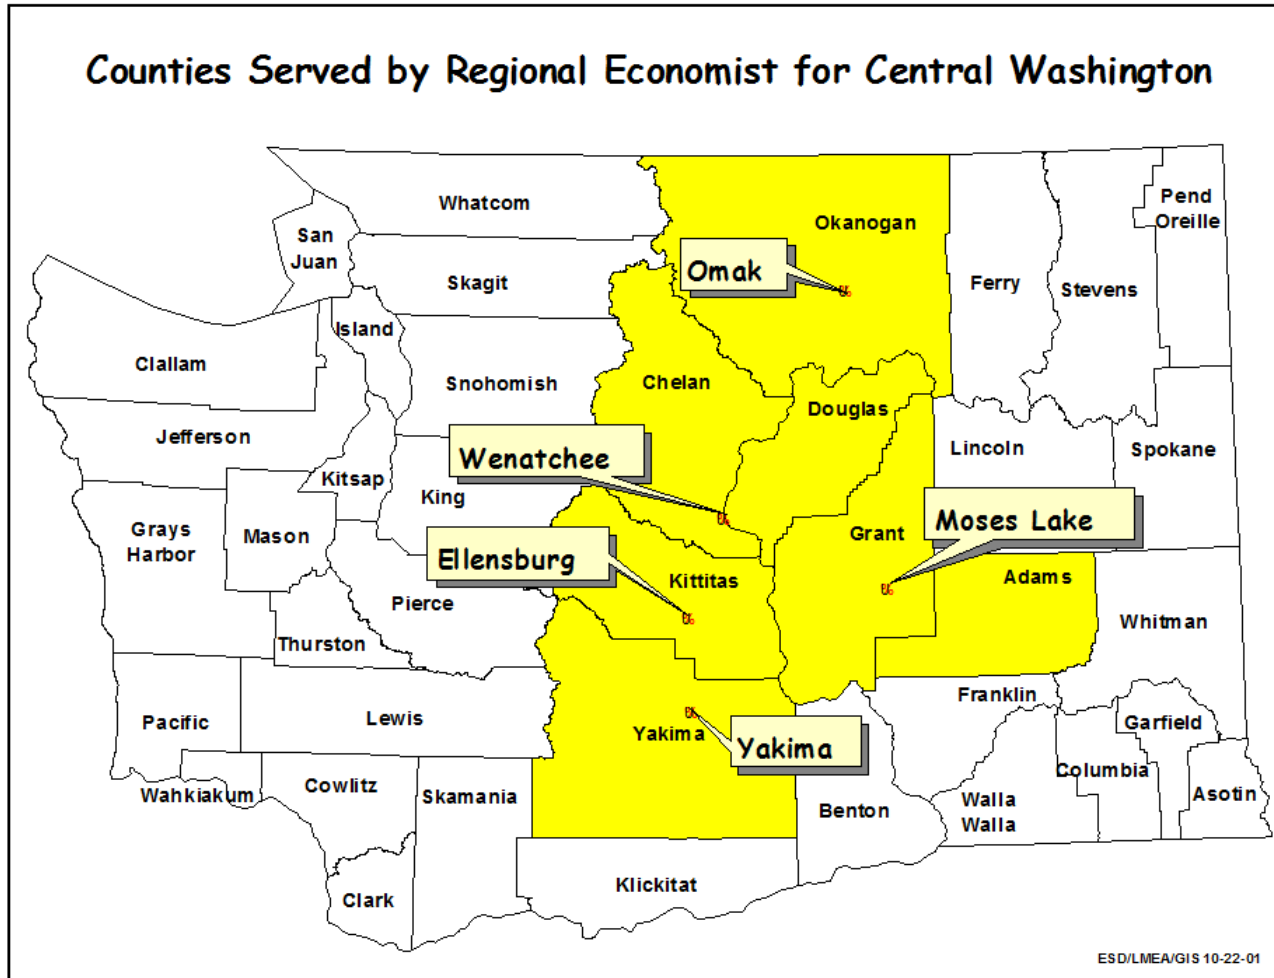 Counties Served by Regional Economist for Central Washington
Whatcom
Okanogan
Pend
Oreille
San
Juan
Skagit
Omak
Ferry
Stevens
Island
Clallam
Snohomish
Chelan
Douglas
Jefferson
Lincoln
Spokane
Wenatchee
Kitsap
King
Grays
Harbor
Mason
Grant
Moses Lake
Ellensburg
Kittitas
Adams
Pierce
Whitman
Thurston
Franklin
Pacific
Lewis
Yakima
Yakima
Garfield
Columbia
Wahkiakum
Cowlitz
Skamania
Benton
Walla
Walla
Asotin
Clark
Klickitat
ESD/LMEA/GIS 10-22-01